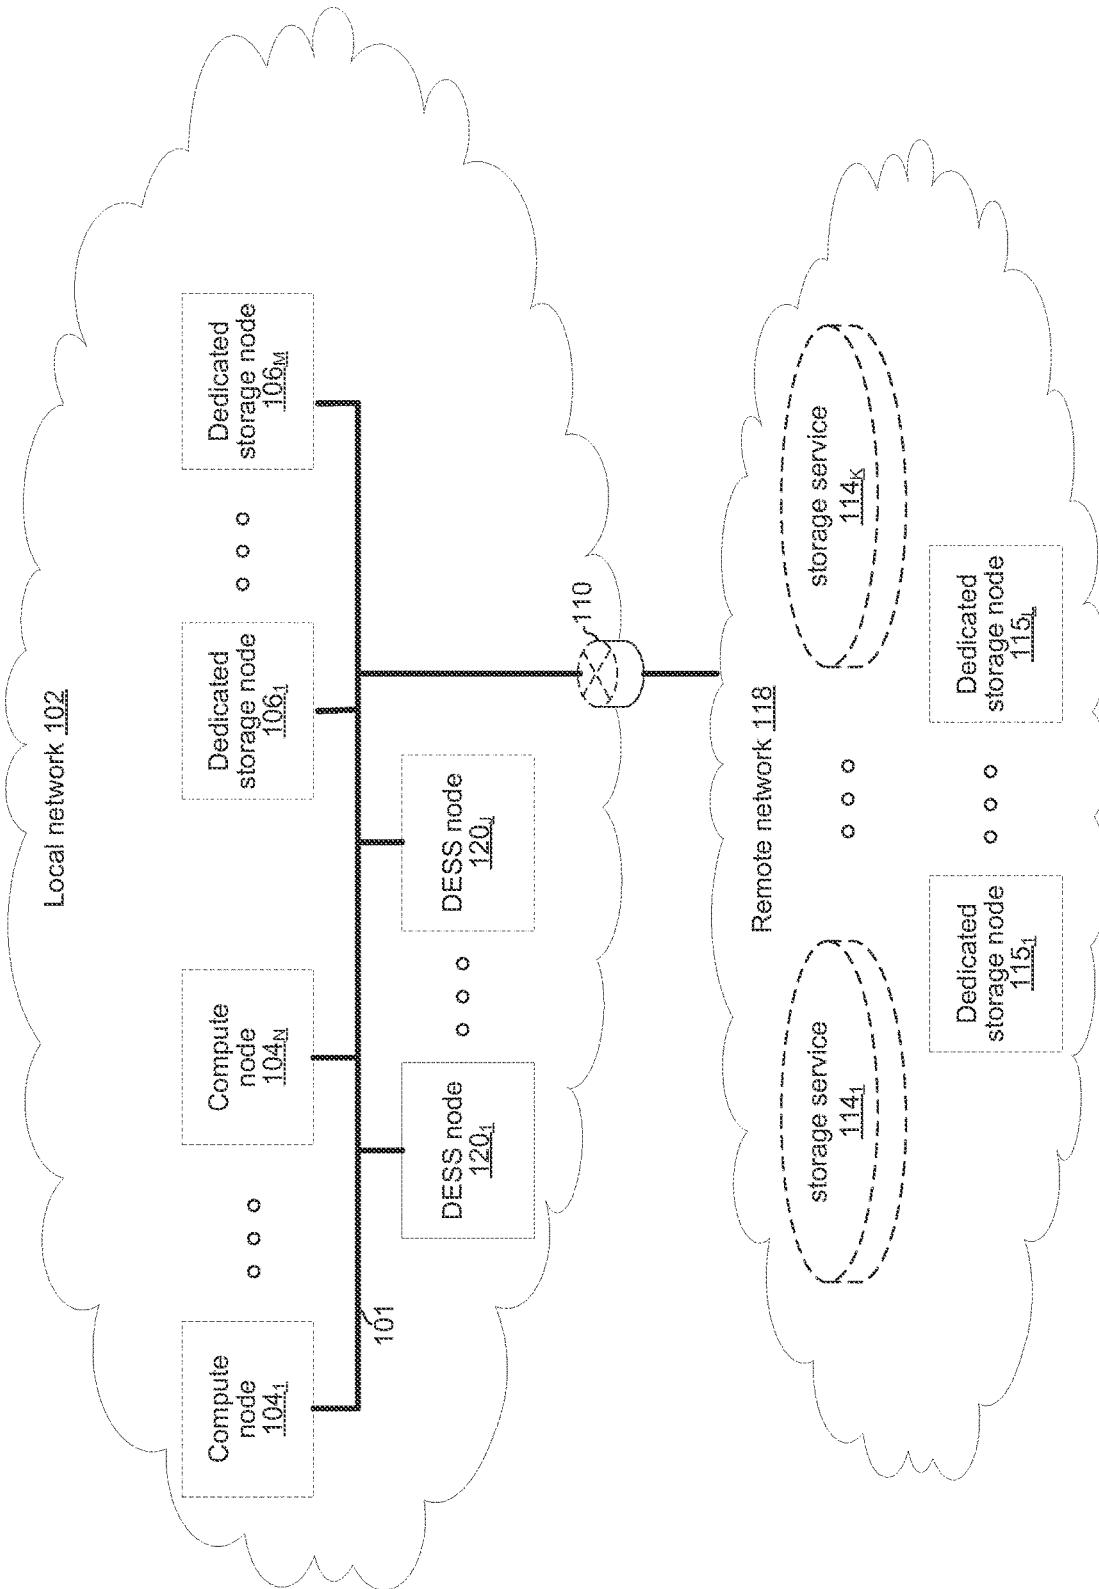 Local network 102
Compute
node
104₁
Compute
node
104N
Dedicated
storage node
106₁
Dedicated
storage node
106M
101
DESS node
120₁
DESS node
120J
110
Remote network 118
storage service
114₁
storage service
114K
Dedicated
storage node
115₁
Dedicated
storage node
115L